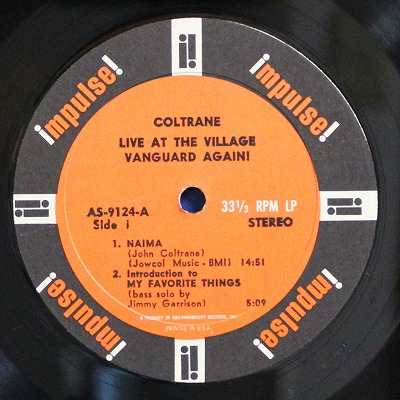 impulse!
i!
impulse!
i!
i!
impulse!
i!
impulse!
COLTRANE
LIVE AT THE VILLAGE
VANGUARD AGAIN!
AS-9124-A
Side i
33⅓ RPM LP
STEREO
1. NAIMA
(John Coltrane)
(Jowcol Music - BMI) 14:51
2. Introduction to
MY FAVORITE THINGS
(bass solo by
Jimmy Garrison) 5:09
A PRODUCT OF ABC-PARAMOUNT RECORDS, INC.
PRINTED IN U.S.A.